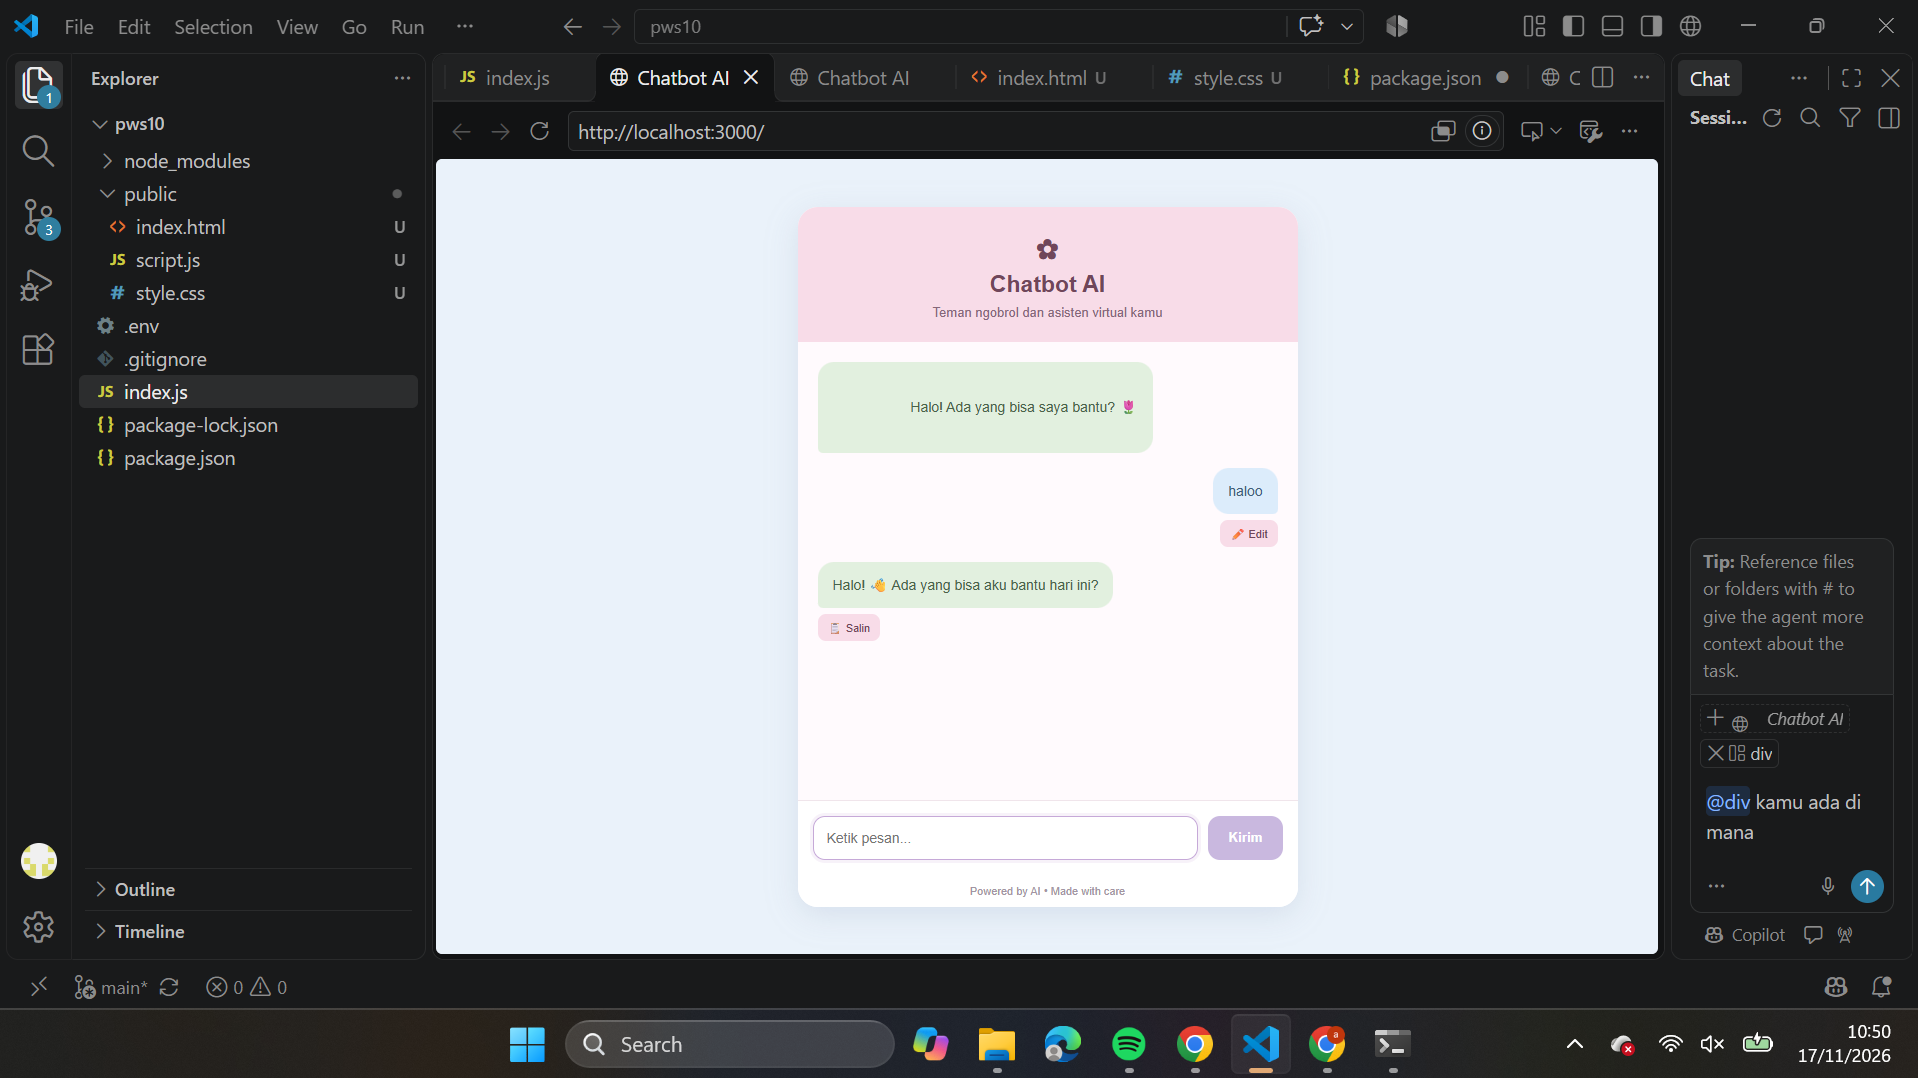 File Edit Selection View Go Run ··· pws10
Explorer ···
1
pws10
node_modules
public
<> index.html U
JS script.js U
# style.css U
.env
.gitignore
JS index.js
{} package-lock.json
{} package.json
3
Outline
Timeline
JS index.js
Chatbot AI
Chatbot AI
<> index.html U
# style.css U
{} package.json
C
···
http://localhost:3000/
···
Chatbot AI
Teman ngobrol dan asisten virtual kamu
Halo! Ada yang bisa saya bantu? 🌷
haloo
Edit
Halo! 👋 Ada yang bisa aku bantu hari ini?
Salin
Ketik pesan...
Kirim
Powered by AI • Made with care
Chat ···
Sessi...
Tip: Reference files
or folders with # to
give the agent more
context about the
task.
Chatbot AI
div
@div kamu ada di
mana
···
Copilot
main*
0 0
Search
a
10:50
17/11/2026